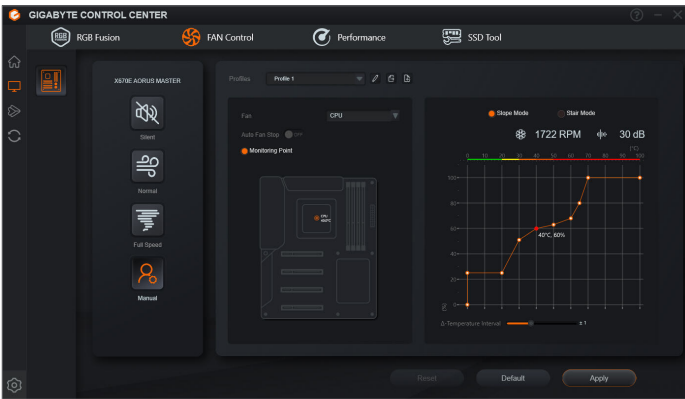 GIGABYTE CONTROL CENTER
RGB RGB Fusion FAN Control Performance SSD Tool
X670E AORUS MASTER
Silent
Normal
Full Speed
Manual
Profiles Profile 1
Fan CPU
Auto Fan Stop OFF
Monitoring Point
CPU
Slope Mode Stair Mode
1722 RPM 30 dB
(°C)
0 10 20 30 40 50 60 70 80 90 100
100
80
60
40°C, 60%
40
20
0
(%)
Δ-Temperature Interval ± 1
Reset Default Apply